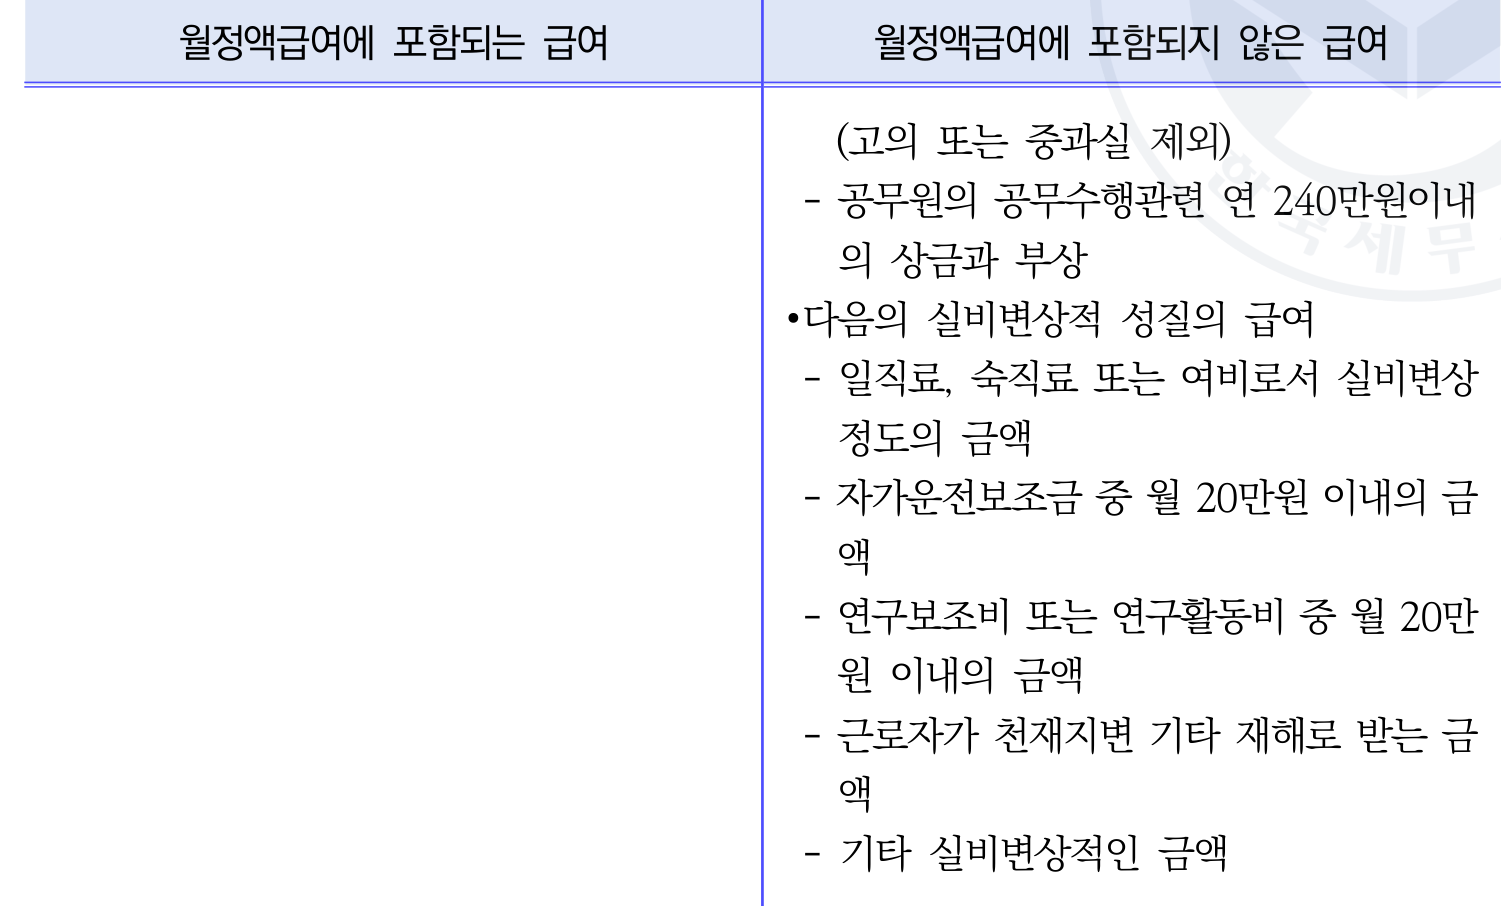 월정액급여에 포함되는 급여
월정액급여에 포함되지 않은 급여
(고의 또는 중과실 제외)
- 공무원의 공무수행관련 연 240만원이내
의 상금과 부상
•다음의 실비변상적 성질의 급여
- 일직료, 숙직료 또는 여비로서 실비변상
정도의 금액
- 자가운전보조금 중 월 20만원 이내의 금
액
- 연구보조비 또는 연구활동비 중 월 20만
원 이내의 금액
- 근로자가 천재지변 기타 재해로 받는 금
액
- 기타 실비변상적인 금액
한국세무